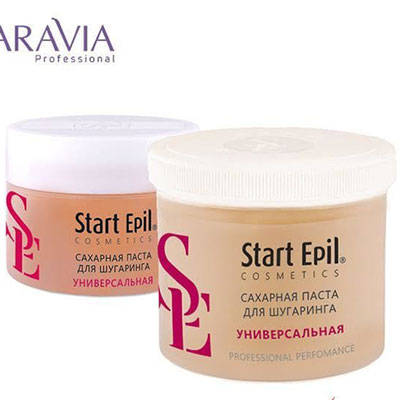 ARAVIA
Professional
Start Epil®
COSMETICS
САХАРНАЯ ПАСТА
ДЛЯ ШУГАРИНГА
УНИВЕРСАЛЬНАЯ
SE
Start Epil®
COSMETICS
САХАРНАЯ ПАСТА
ДЛЯ ШУГАРИНГА
УНИВЕРСАЛЬНАЯ
PROFESSIONAL PERFOMANCE
SE